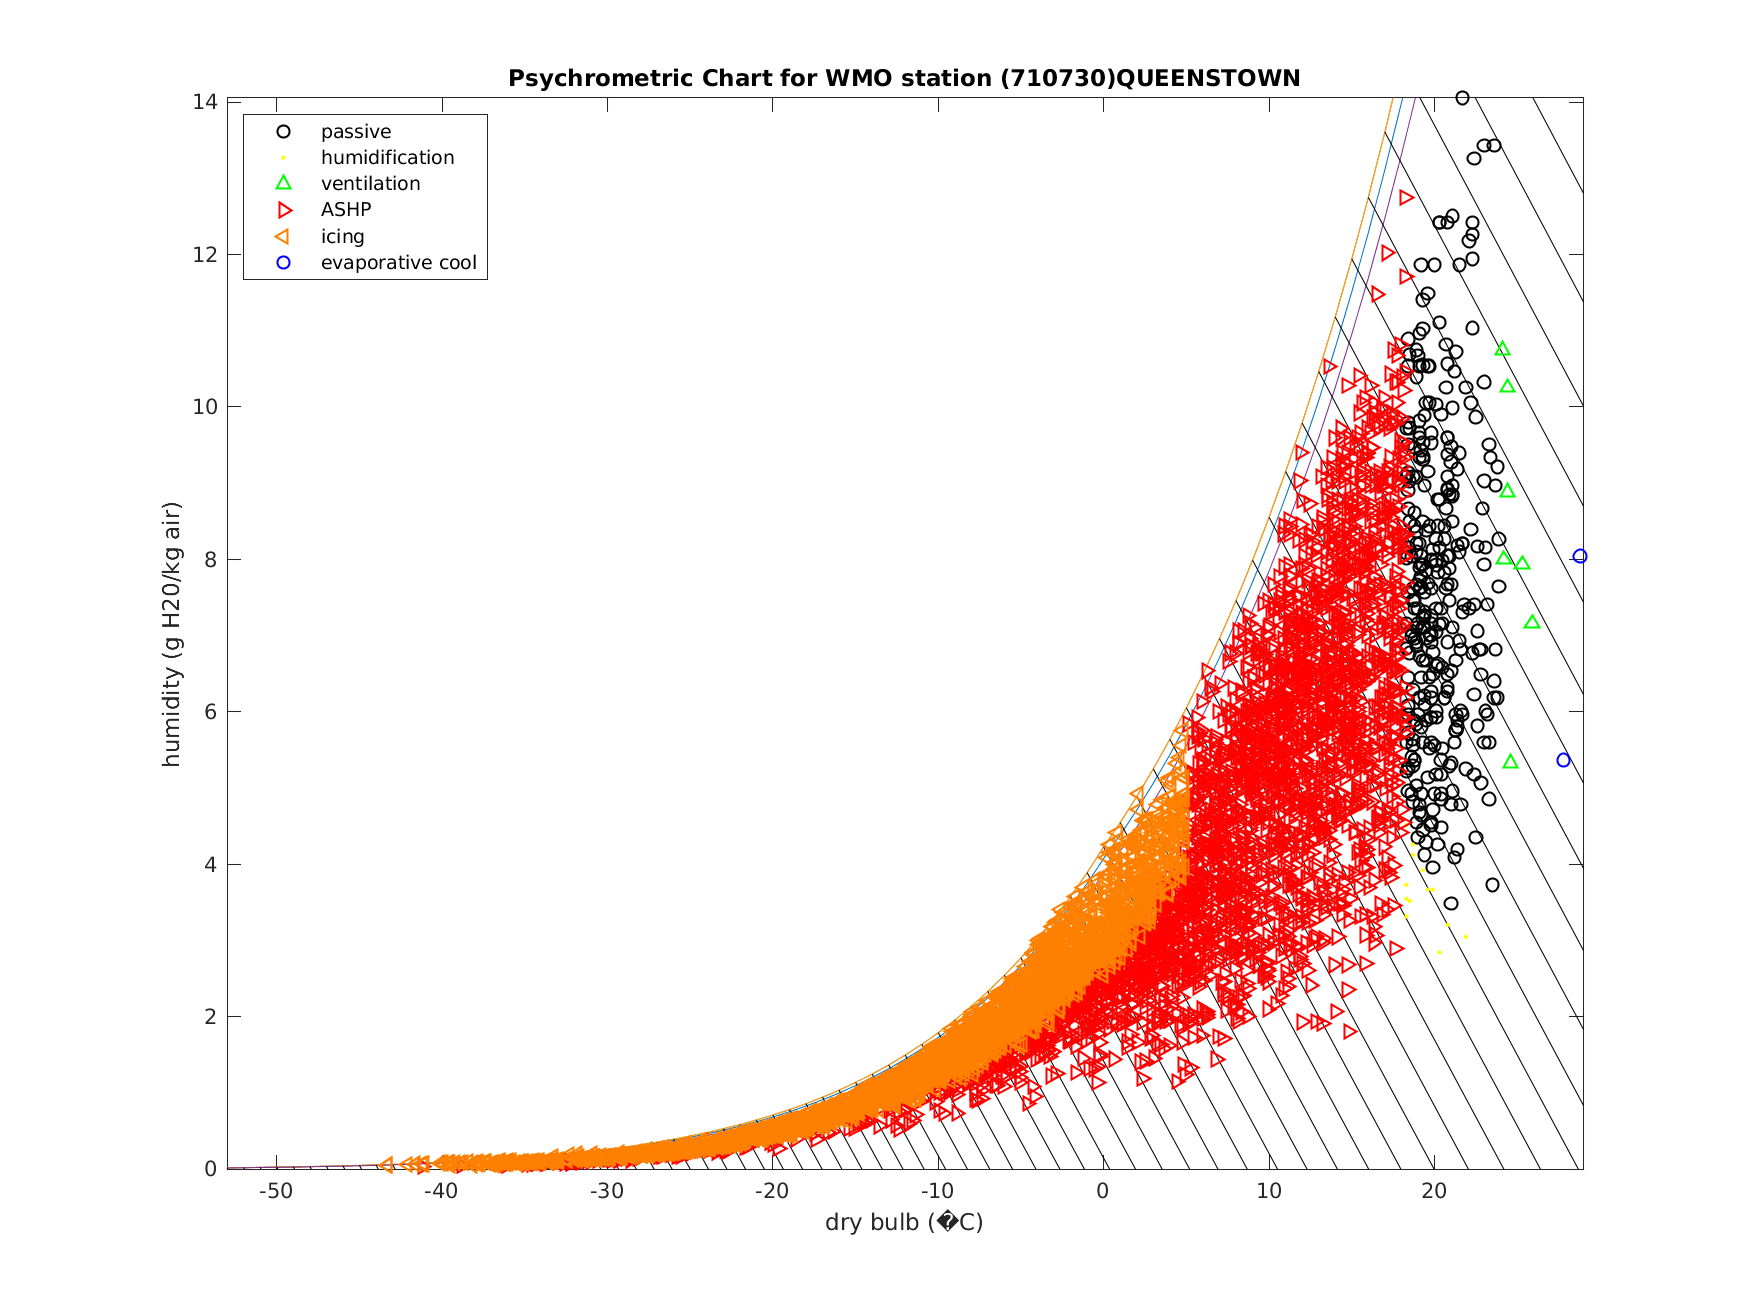 Psychrometric Chart for WMO station (710730)QUEENSTOWN
14
12
10
8
6
4
2
0
humidity (g H20/kg air)
passive
humidification
ventilation
ASHP
icing
evaporative cool
-50 -40 -30 -20 -10 0 10 20
dry bulb (�C)